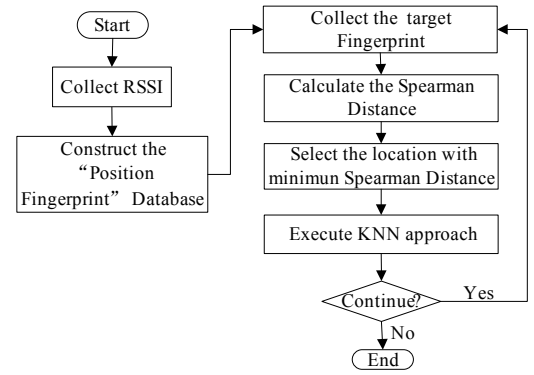 Start
Collect RSSI
Construct the
“Position
Fingerprint” Database
Collect the target
Fingerprint
Calculate the Spearman
Distance
Select the location with
minimun Spearman Distance
Execute KNN approach
Continue?
Yes
No
End